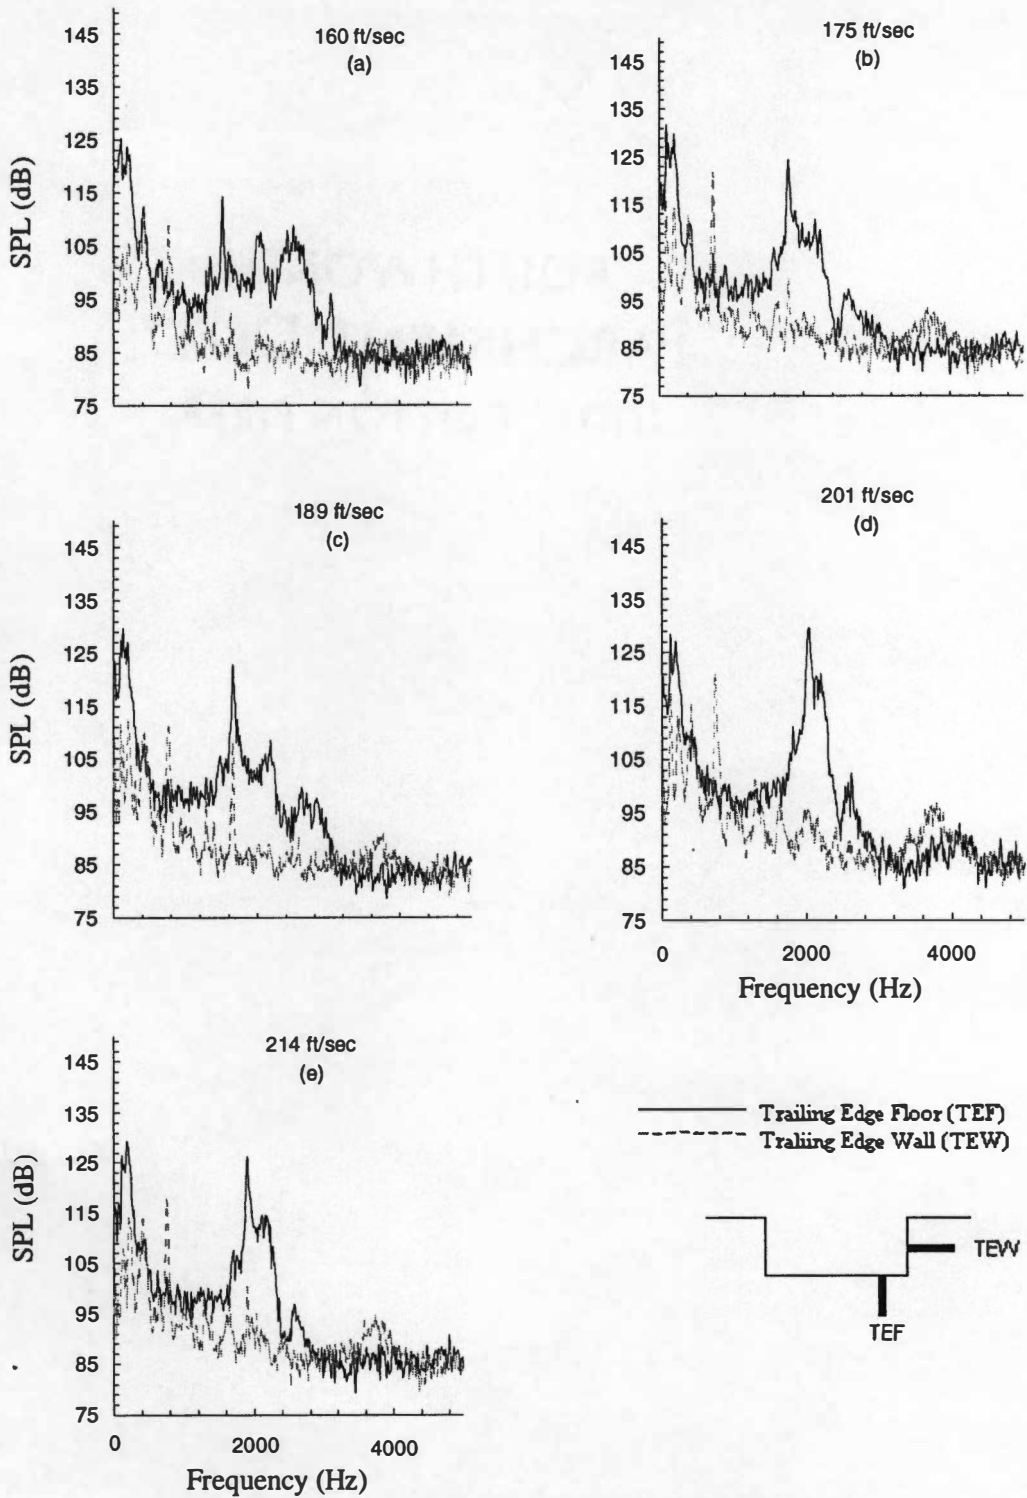 160 ft/sec
(a)
SPL (dB)
145
135
125
115
105
95
85
75
175 ft/sec
(b)
145
135
125
115
105
95
85
75
189 ft/sec
(c)
SPL (dB)
145
135
125
115
105
95
85
75
201 ft/sec
(d)
145
135
125
115
105
95
85
75
0 2000 4000
Frequency (Hz)
214 ft/sec
(e)
SPL (dB)
145
135
125
115
105
95
85
75
0 2000 4000
Frequency (Hz)
Trailing Edge Floor (TEF)
Traliing Edge Wall (TEW)
TEW
TEF